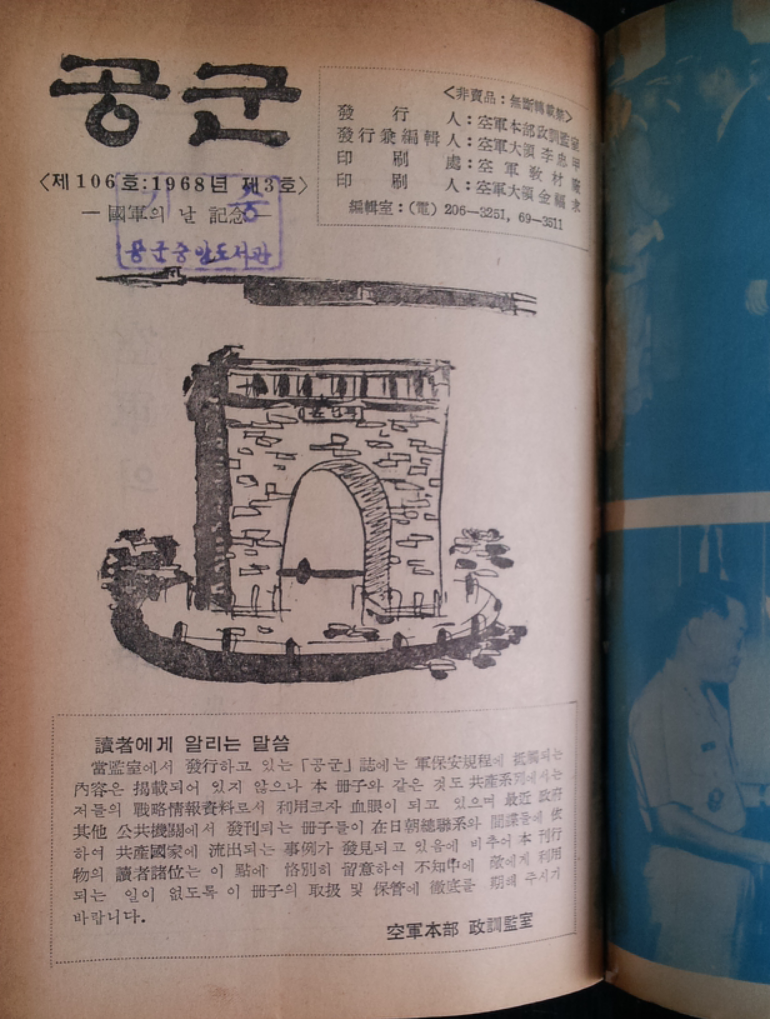 공군
〈제106호:1968년 제3호〉
―國軍의 날 記念―
기증
공군중앙도서관
〈非賣品:無斷轉載禁〉
發行人:空軍本部政訓監室
發行兼編輯人:空軍大領 李忠甲
印刷處:空軍敎材廠
印刷人:空軍大領 金福
編輯室:(電) 206―3251, 69―3511
讀者에게 알리는 말씀
當監室에서 發行하고 있는 「공군」誌에는 軍保安規程에 抵觸되는
內容은 揭載되어 있지 않으나 本 冊子와 같은 것도 共產系列에서는
저들의 戰略情報資料로서 利用코자 血眼이 되고 있으며 最近 政府
其他 公共機關에서 發刊되는 冊子들이 在日朝總聯系와 間諜들에 依
하여 共產國家에 流出되는 事例가 發見되고 있음에 비추어 本 刊行
物의 讀者諸位는 이 點에 恪別히 留意하여 不知中에 敵에게 利用
되는 일이 없도록 이 冊子의 取扱 및 保管에 徹底를 期해 주시기
바랍니다.
空軍本部 政訓監室